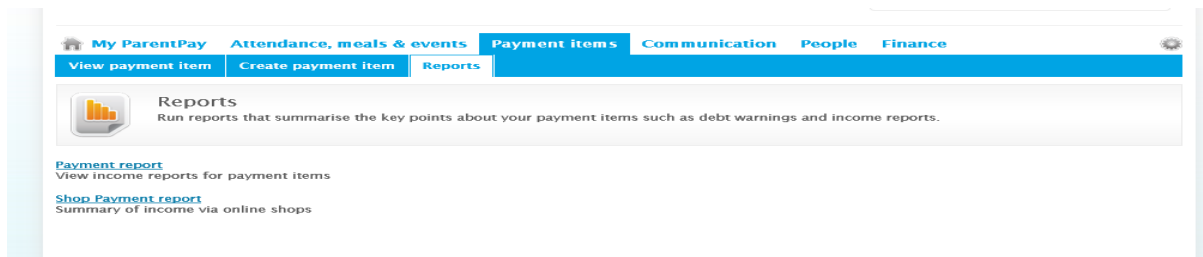 My ParentPay Attendance, meals & events Payment items Communication People Finance
View payment item Create payment item Reports
Reports
Run reports that summarise the key points about your payment items such as debt warnings and income reports.
Payment report
View income reports for payment items
Shop Payment report
Summary of income via online shops